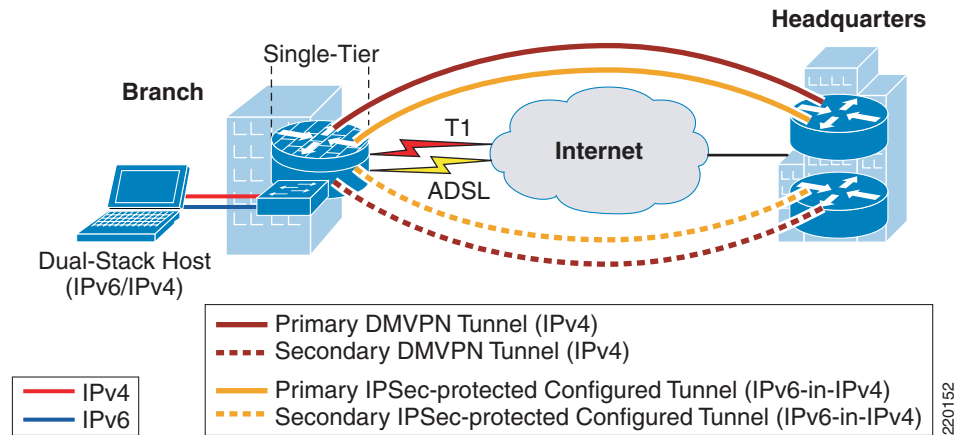 Headquarters
Single-Tier
Branch
T1
Internet
ADSL
Dual-Stack Host
(IPv6/IPv4)
Primary DMVPN Tunnel (IPv4)
Secondary DMVPN Tunnel (IPv4)
Primary IPSec-protected Configured Tunnel (IPv6-in-IPv4)
Secondary IPSec-protected Configured Tunnel (IPv6-in-IPv4)
IPv4
IPv6
220152